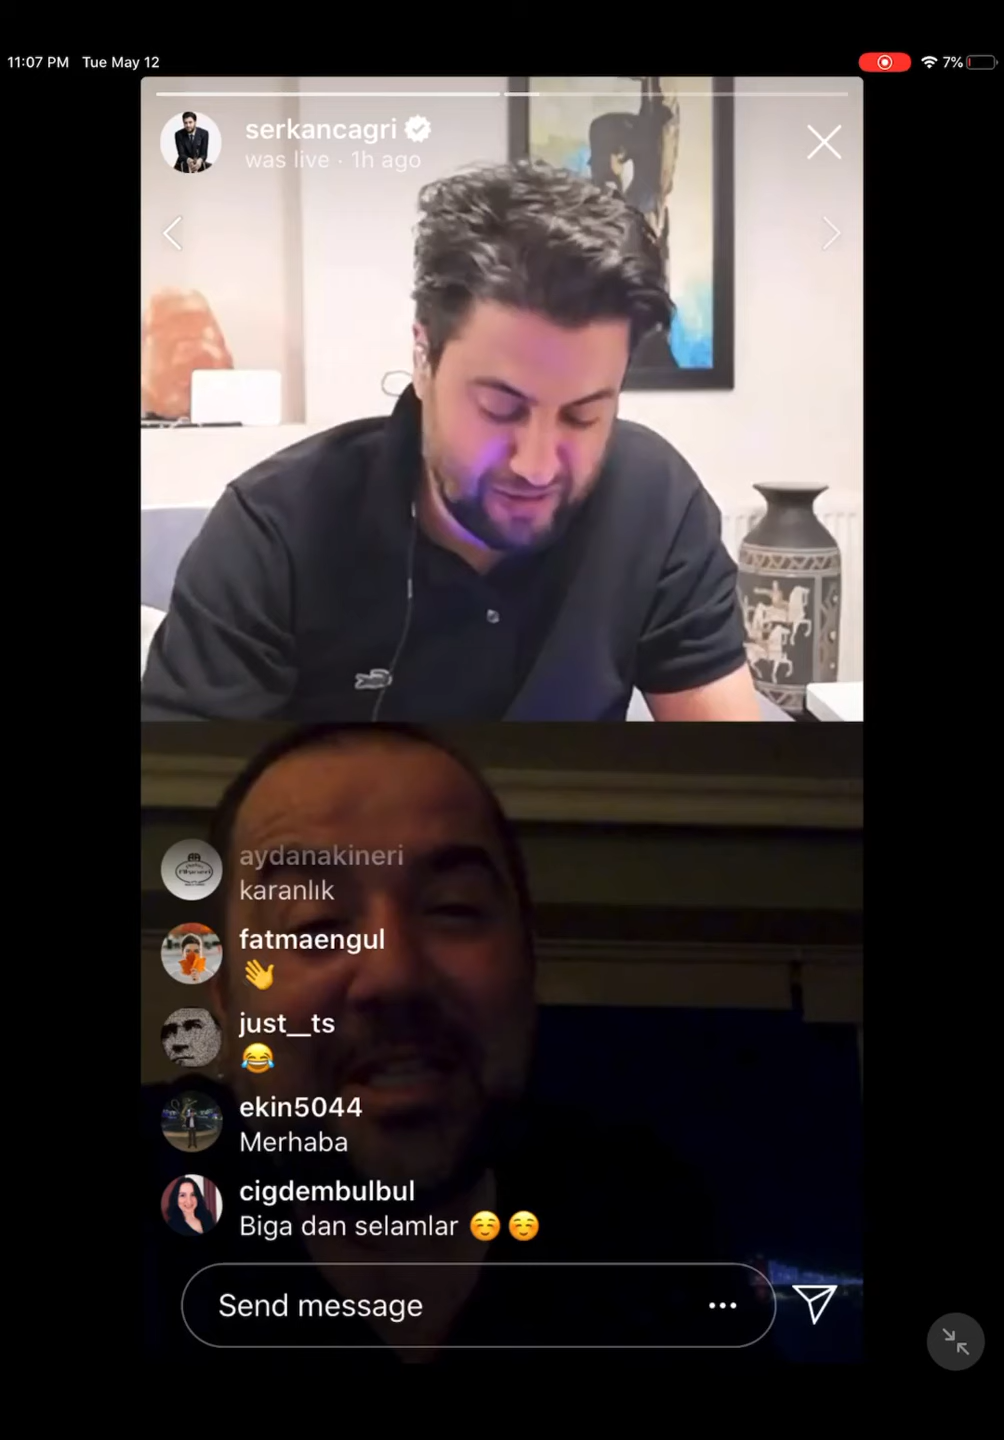 11:07 PM Tue May 12
7%
serkancagri
was live · 1h ago
aydanakineri
karanlık
fatmaengul
👋
just__ts
😂
ekin5044
Merhaba
cigdembulbul
Biga dan selamlar ☺️ ☺️
Send message